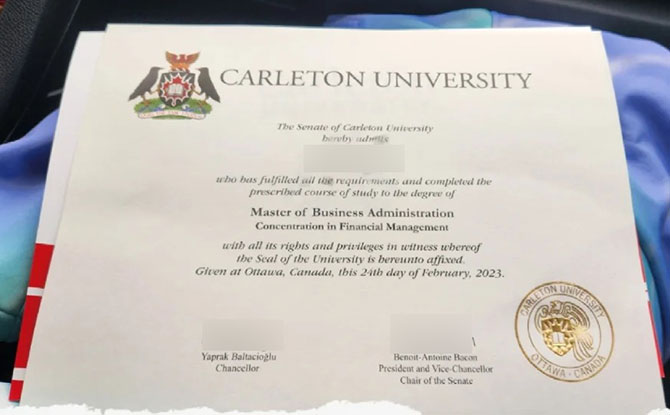 CARLETON UNIVERSITY
The Senate of Carleton University
hereby admits
who has fulfilled all the requirements and completed the
prescribed course of study to the degree of
Master of Business Administration
Concentration in Financial Management
with all its rights and privileges in witness whereof
the Seal of the University is hereunto affixed.
Given at Ottawa, Canada, this 24th day of February, 2023.
Yaprak Baltacioğlu
Chancellor
Benoit-Antoine Bacon
President and Vice-Chancellor
Chair of the Senate
CARLETON UNIVERSITY
OTTAWA - CANADA